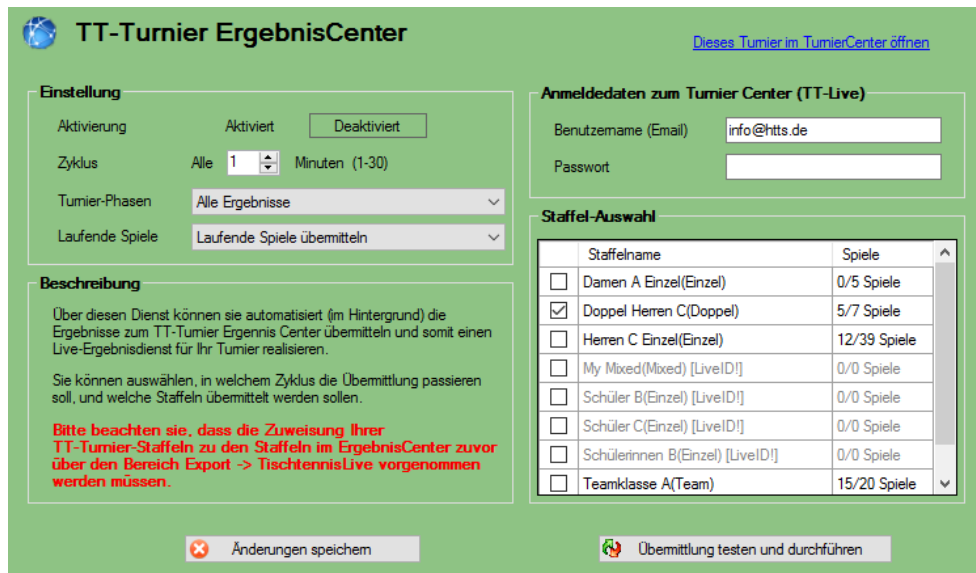 TT-Turnier ErgebnisCenter
Dieses Turnier im TurnierCenter öffnen
Einstellung
Aktivierung Aktiviert Deaktiviert
Zyklus Alle 1 Minuten (1-30)
Turnier-Phasen Alle Ergebnisse
Laufende Spiele Laufende Spiele übermitteln
Beschreibung
Über diesen Dienst können sie automatisiert (im Hintergrund) die
Ergebnisse zum TT-Turnier Ergennis Center übermitteln und somit einen
Live-Ergebnisdienst für Ihr Turnier realisieren.
Sie können auswählen, in welchem Zyklus die Übermittlung passieren
soll, und welche Staffeln übermittelt werden sollen.
Bitte beachten sie, dass die Zuweisung Ihrer
TT-Turnier-Staffeln zu den Staffeln im ErgebnisCenter zuvor
über den Bereich Export -> TischtennisLive vorgenommen
werden müssen.
Anmeldedaten zum Turnier Center (TT-Live)
Benutzername (Email) info@htts.de
Passwort
Staffel-Auswahl
Staffelname Spiele
Damen A Einzel(Einzel) 0/5 Spiele
Doppel Herren C(Doppel) 5/7 Spiele
Herren C Einzel(Einzel) 12/39 Spiele
My Mixed(Mixed) [LiveID!] 0/0 Spiele
Schüler B(Einzel) [LiveID!] 0/0 Spiele
Schüler C(Einzel) [LiveID!] 0/0 Spiele
Schülerinnen B(Einzel) [LiveID!] 0/0 Spiele
Teamklasse A(Team) 15/20 Spiele
Änderungen speichern
Übermittlung testen und durchführen